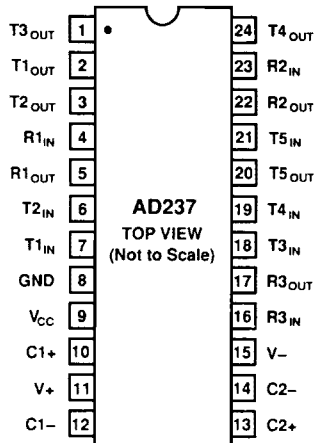 T3OUT 1 24 T4OUT
T1OUT 2 23 R2IN
T2OUT 3 22 R2OUT
R1IN 4 21 T5IN
R1OUT 5 20 T5OUT
T2IN 6 AD237 19 T4IN
TOP VIEW
T1IN 7 (Not to Scale) 18 T3IN
GND 8 17 R3OUT
VCC 9 16 R3IN
C1+ 10 15 V–
V+ 11 14 C2–
C1– 12 13 C2+